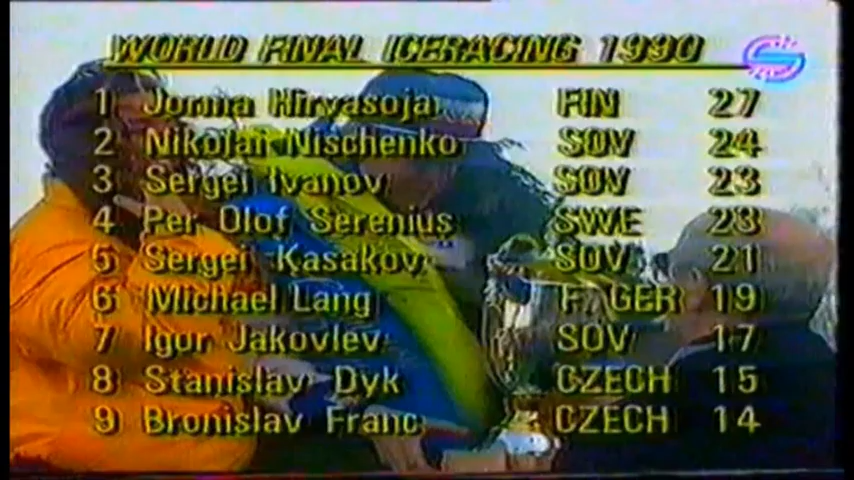 WORLD FINAL ICERACING 1990
1 Jorma Hirvasoja FIN 27
2 Nikolai Nischenko SOV 24
3 Sergei Ivanov SOV 23
4 Per Olof Serenius SWE 23
5 Sergei Kasakov SOV 21
6 Michael Lang F. GER 19
7 Igor Jakovlev SOV 17
8 Stanislav Dyk CZECH 15
9 Bronislav Franc CZECH 14